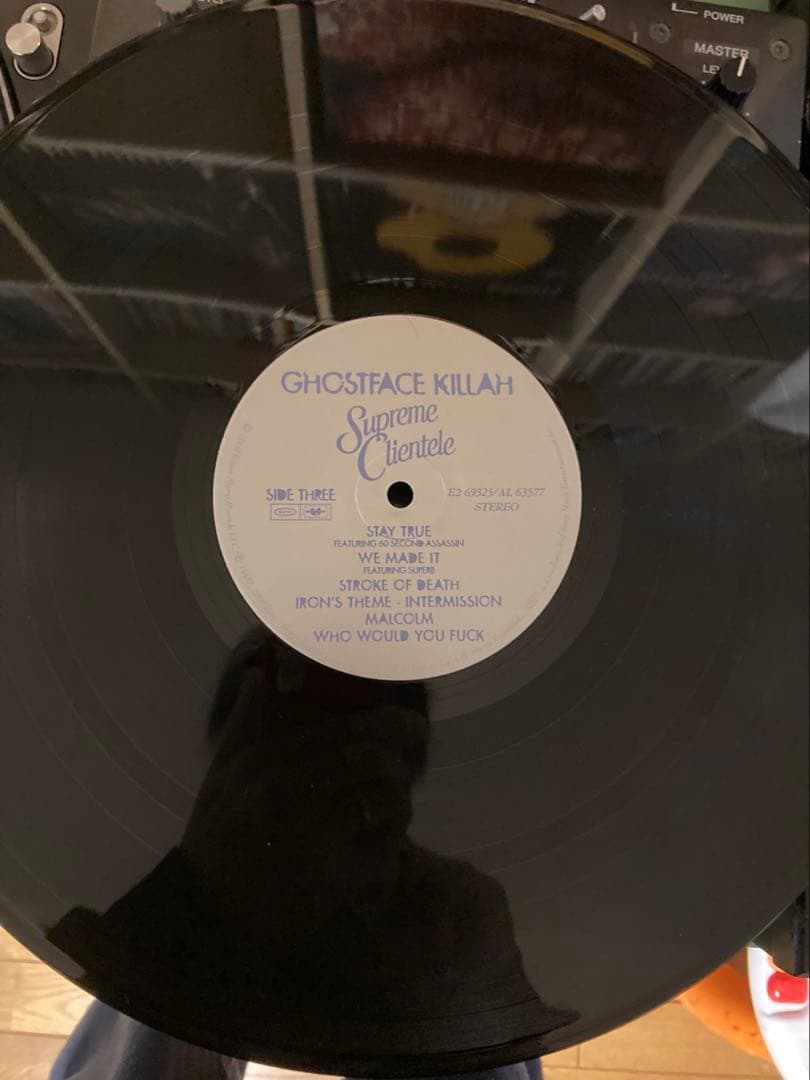 POWER
MASTER
GHOSTFACE KILLAH
Supreme
Clientele
SIDE THREE
E2 69325/AL 63577
STEREO
STAY TRUE
FEATURING 60 SECOND ASSASSIN
WE MADE IT
FEATURING SUPERB
STROKE OF DEATH
IRON'S THEME - INTERMISSION
MALCOLM
WHO WOULD YOU FUCK